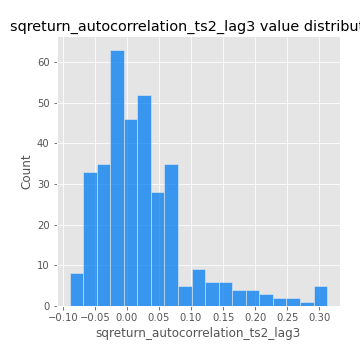 sqreturn_autocorrelation_ts2_lag3 value distribut
60
50
40
30
20
10
0
Count
−0.10 −0.05 0.00 0.05 0.10 0.15 0.20 0.25 0.30
sqreturn_autocorrelation_ts2_lag3